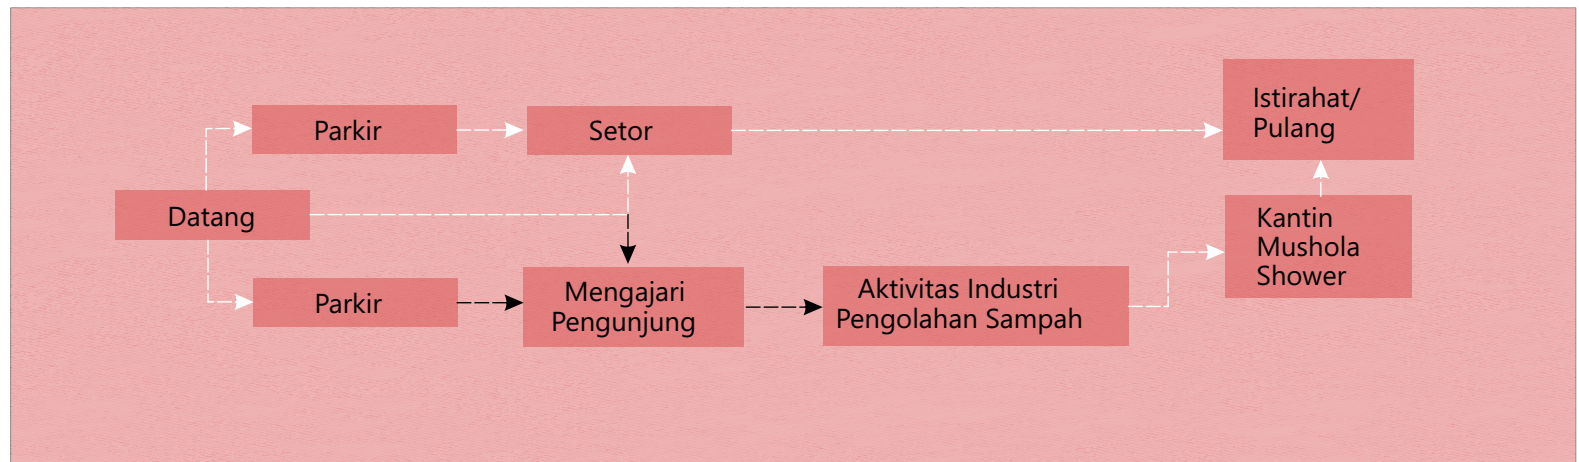 Parkir
Setor
Istirahat/
Pulang
Datang
Kantin
Mushola
Shower
Parkir
Mengajari
Pengunjung
Aktivitas Industri
Pengolahan Sampah